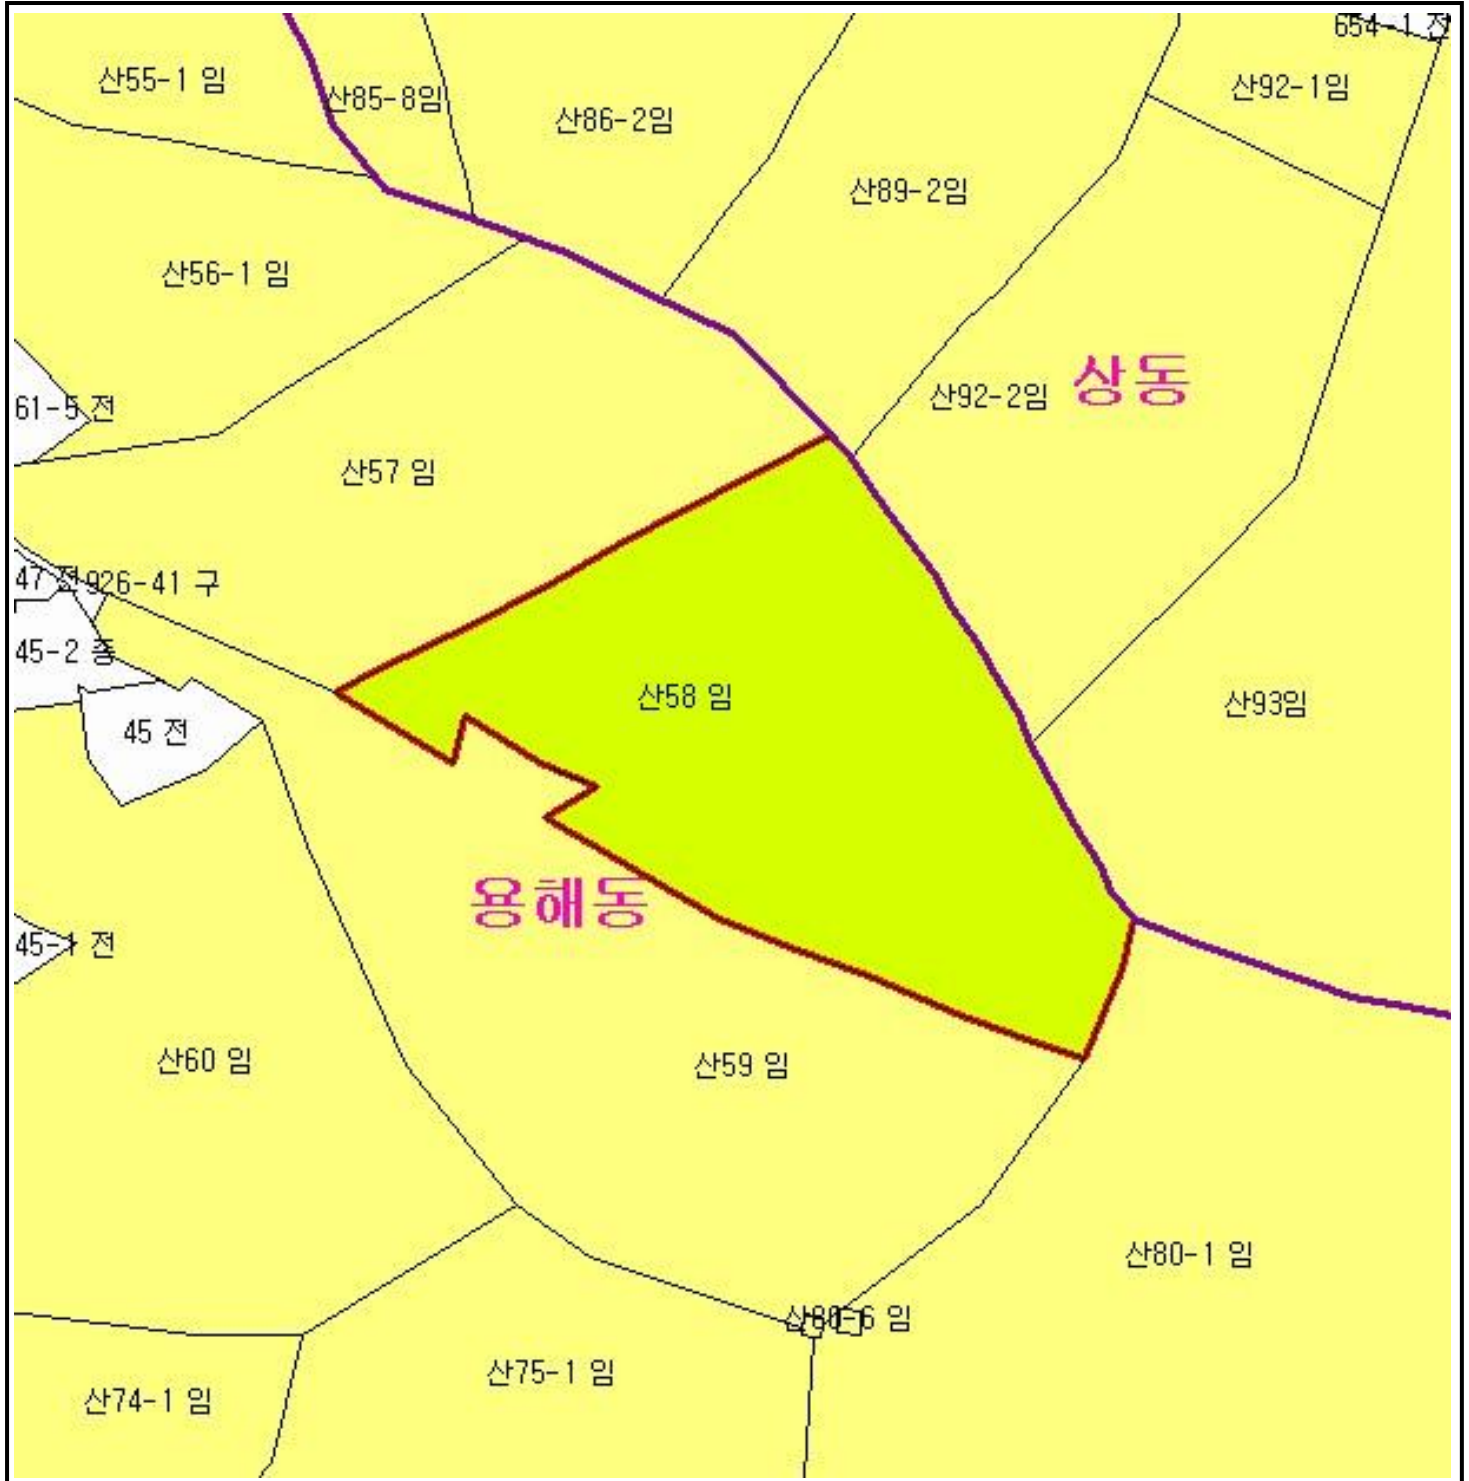 654-1 전
산55-1 임
산85-8임
산86-2임
산92-1임
산89-2임
산56-1 임
상동
산92-2임
61-5 전
산57 임
47 전
926-41 구
45-2 종
산58 임
산93임
45 전
용해동
45-1 전
산60 임
산59 임
산80-1 임
산80-6 임
산75-1 임
산74-1 임